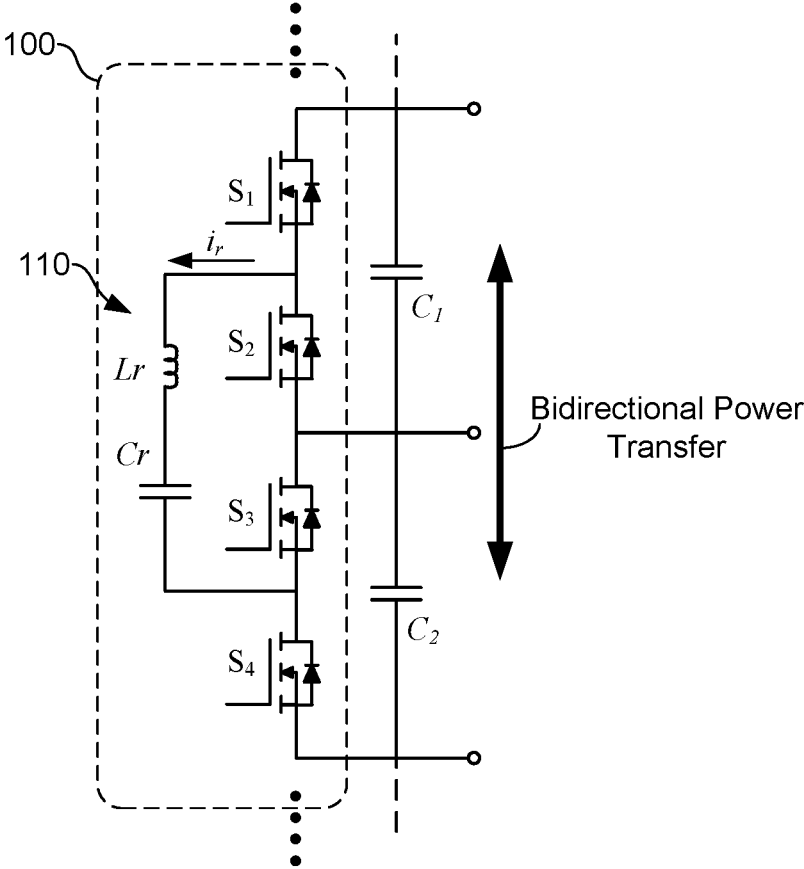 100
S1
ir
110
C1
S2
Lr
Bidirectional Power
Transfer
Cr
S3
C2
S4